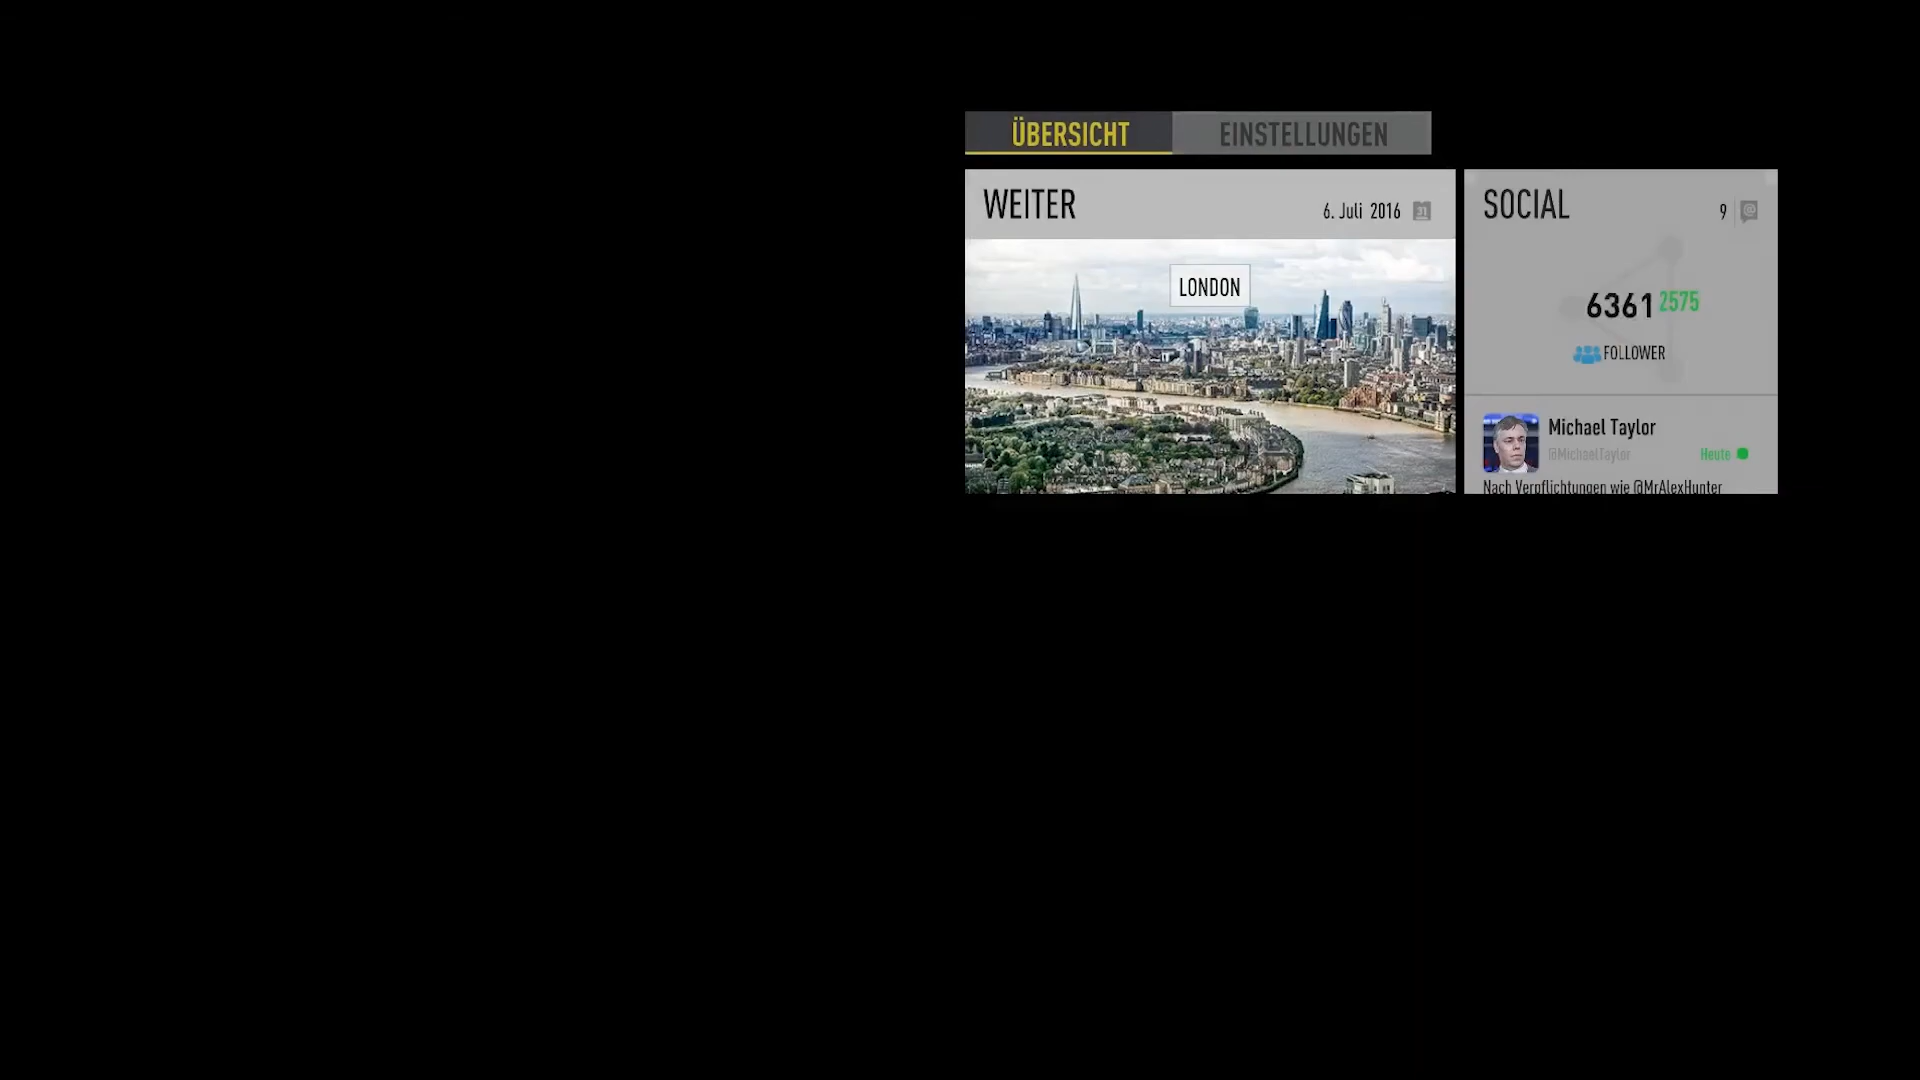 ÜBERSICHT
EINSTELLUNGEN
WEITER
6. Juli 2016
31
LONDON
SOCIAL
9
@
6361 2575
FOLLOWER
Michael Taylor
@MichaelTaylor
Heute
Nach Verpflichtungen wie @MrAlexHunter